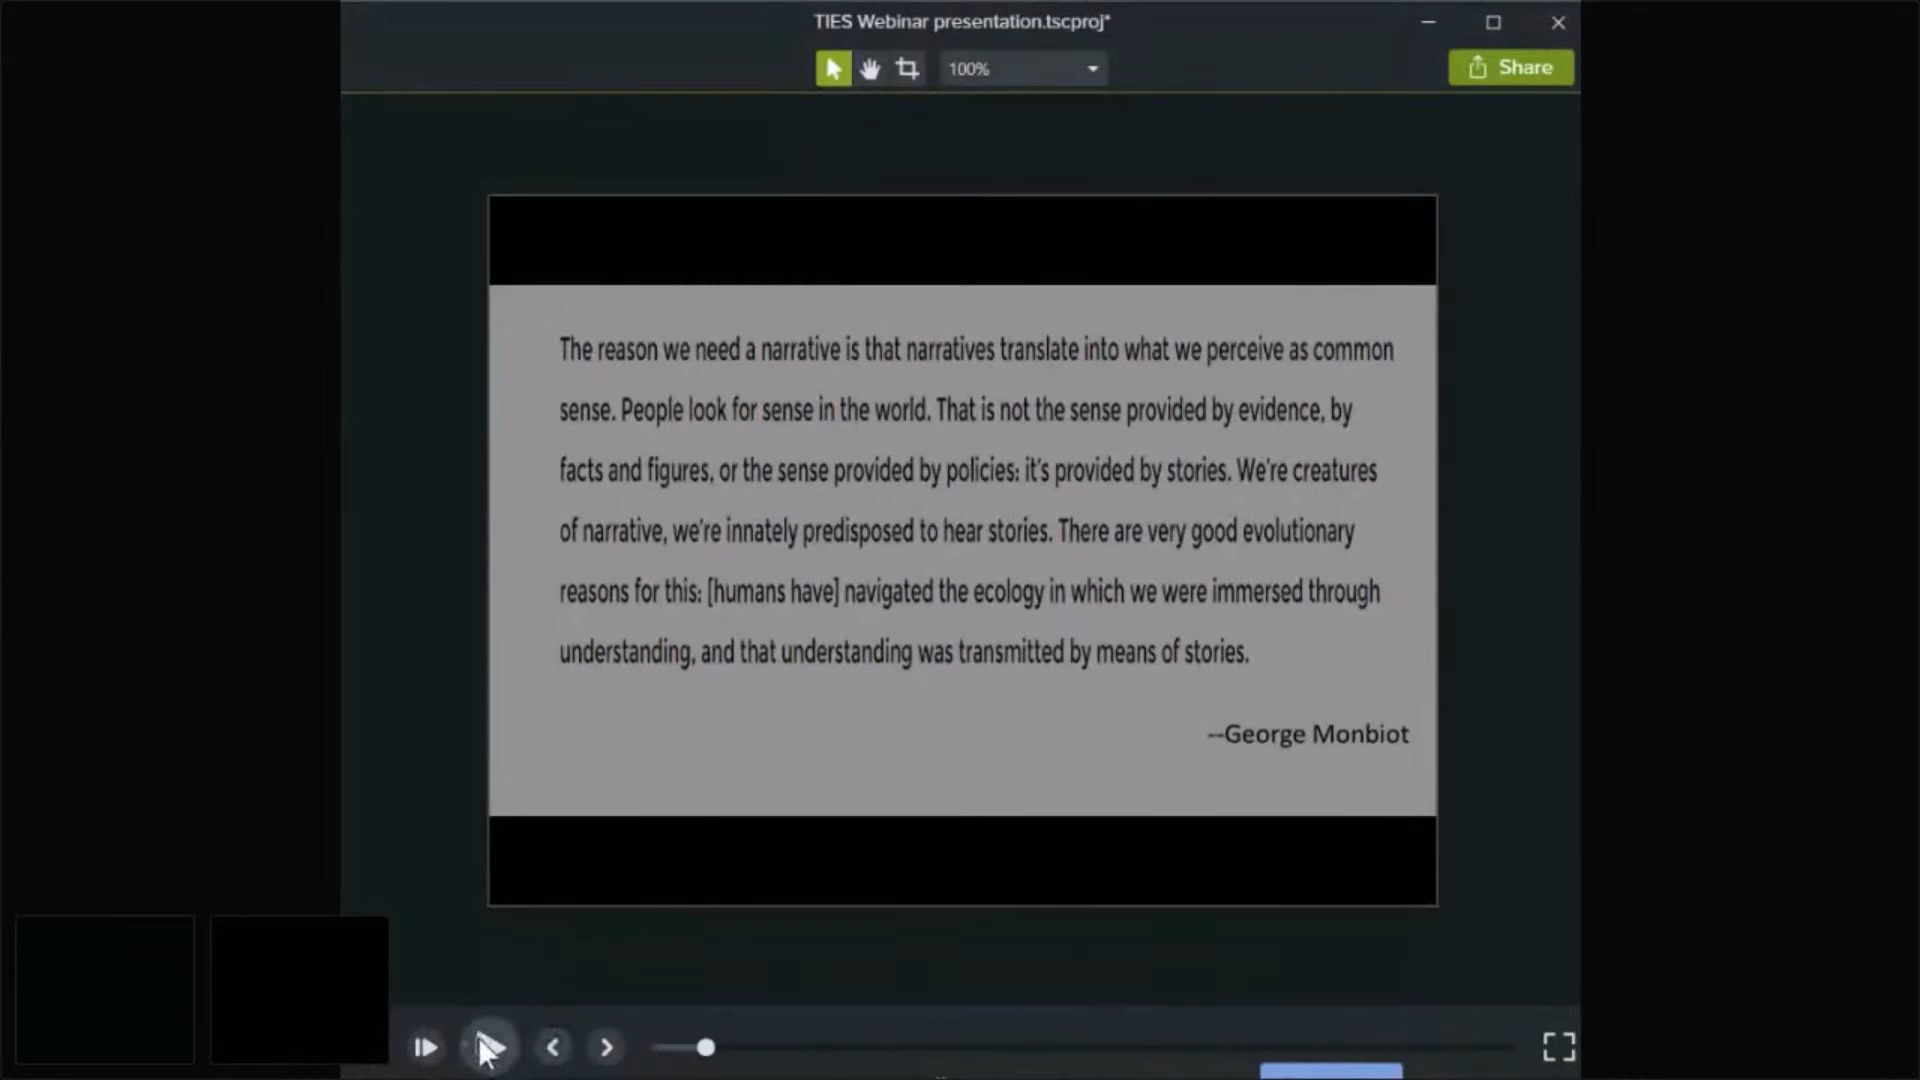 TIES Webinar presentation.tscproj*
100%
Share
The reason we need a narrative is that narratives translate into what we perceive as common
sense. People look for sense in the world. That is not the sense provided by evidence, by
facts and figures, or the sense provided by policies: it's provided by stories. We're creatures
of narrative, we're innately predisposed to hear stories. There are very good evolutionary
reasons for this: [humans have] navigated the ecology in which we were immersed through
understanding, and that understanding was transmitted by means of stories.
--George Monbiot